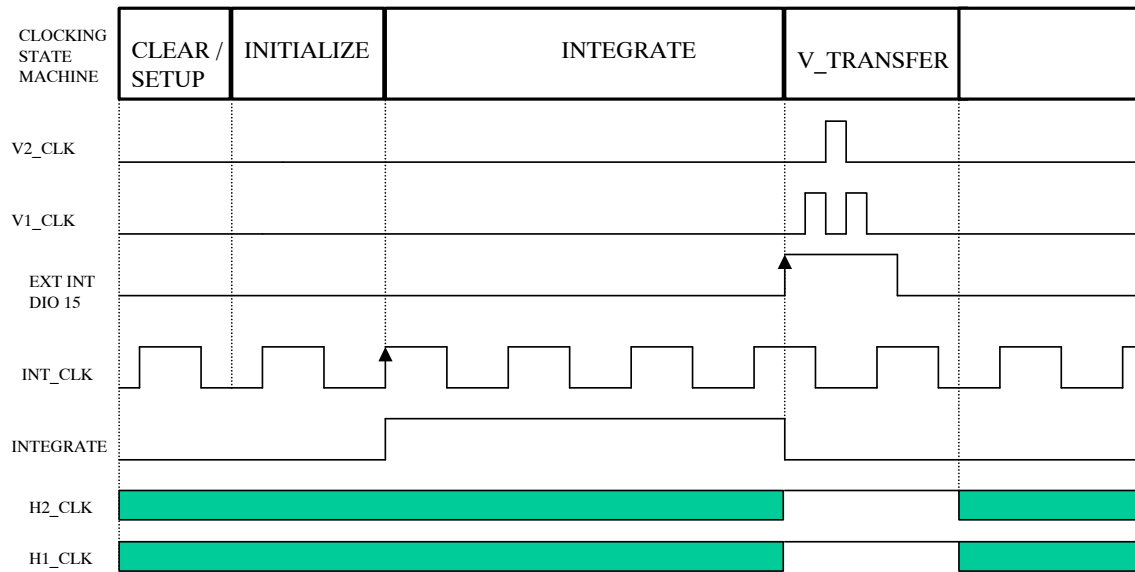 CLOCKING
STATE
MACHINE
CLEAR /
SETUP
INITIALIZE
INTEGRATE
V_TRANSFER
V2_CLK
V1_CLK
EXT INT
DIO 15
INT_CLK
INTEGRATE
H2_CLK
H1_CLK